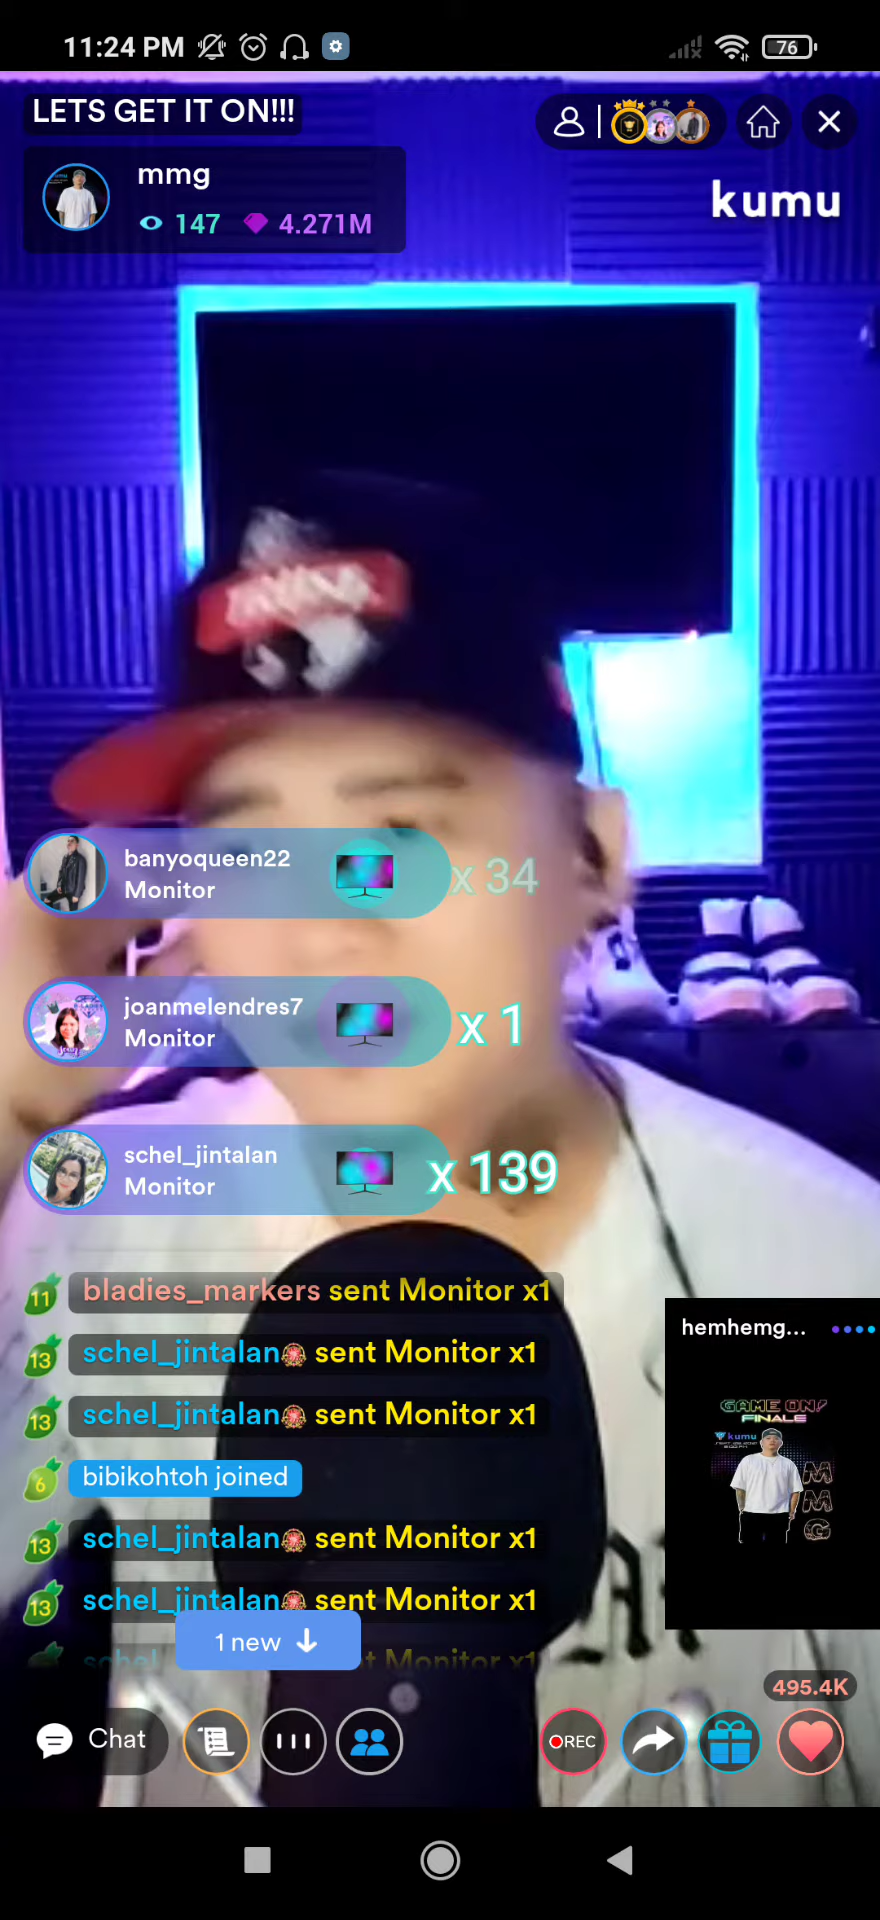 11:24 PM
76
LETS GET IT ON!!!
mmg
147 4.271M
kumu
banyoqueen22
Monitor
x 34
joanmelendres7
Monitor
x 1
schel_jintalan
Monitor
x 139
11 bladies_markers sent Monitor x1
13 schel_jintalan sent Monitor x1
13 schel_jintalan sent Monitor x1
6 bibikohtoh joined
13 schel_jintalan sent Monitor x1
13 schel_jintalan sent Monitor x1
1 new
hemhemg...
GAME ON!
FINALE
kumu
MMG
495.4K
Chat
REC